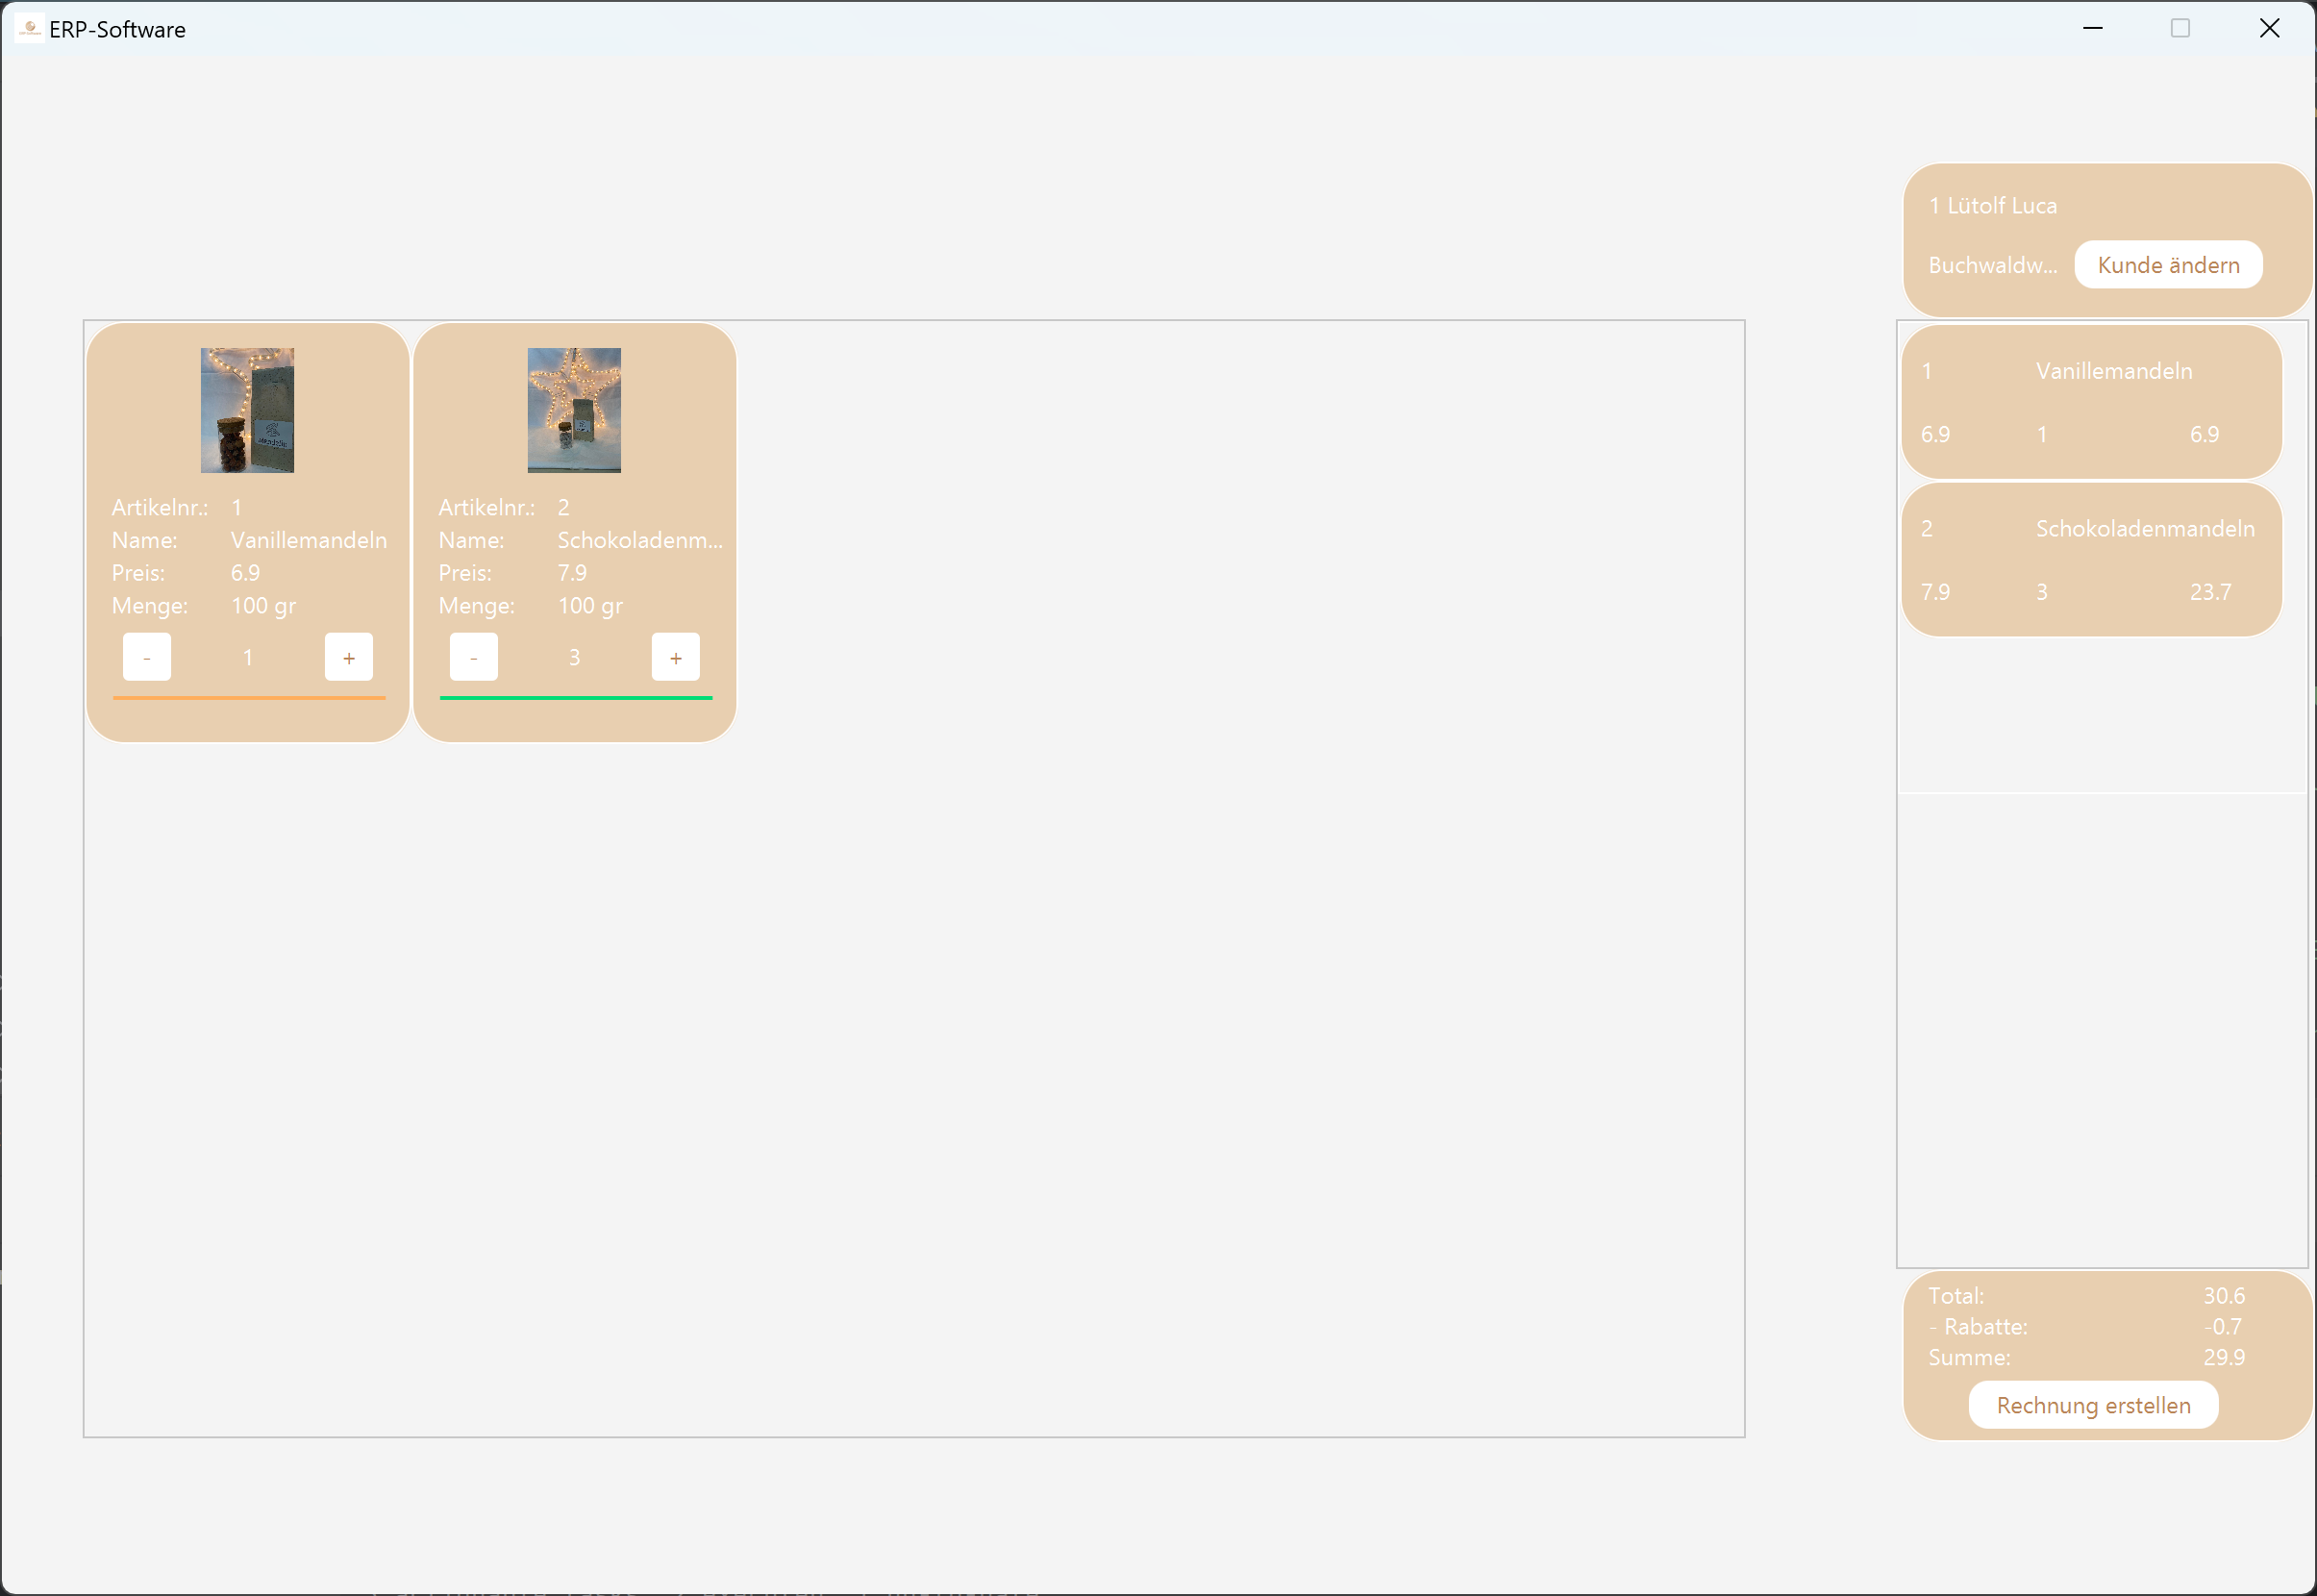 ERP-Software
1 Lütolf Luca
Buchwaldw...
Kunde ändern
Artikelnr.: 1
Name: Vanillemandeln
Preis: 6.9
Menge: 100 gr
- 1 +
Artikelnr.: 2
Name: Schokoladenm...
Preis: 7.9
Menge: 100 gr
- 3 +
1 Vanillemandeln
6.9 1 6.9
2 Schokoladenmandeln
7.9 3 23.7
Total: 30.6
- Rabatte: -0.7
Summe: 29.9
Rechnung erstellen